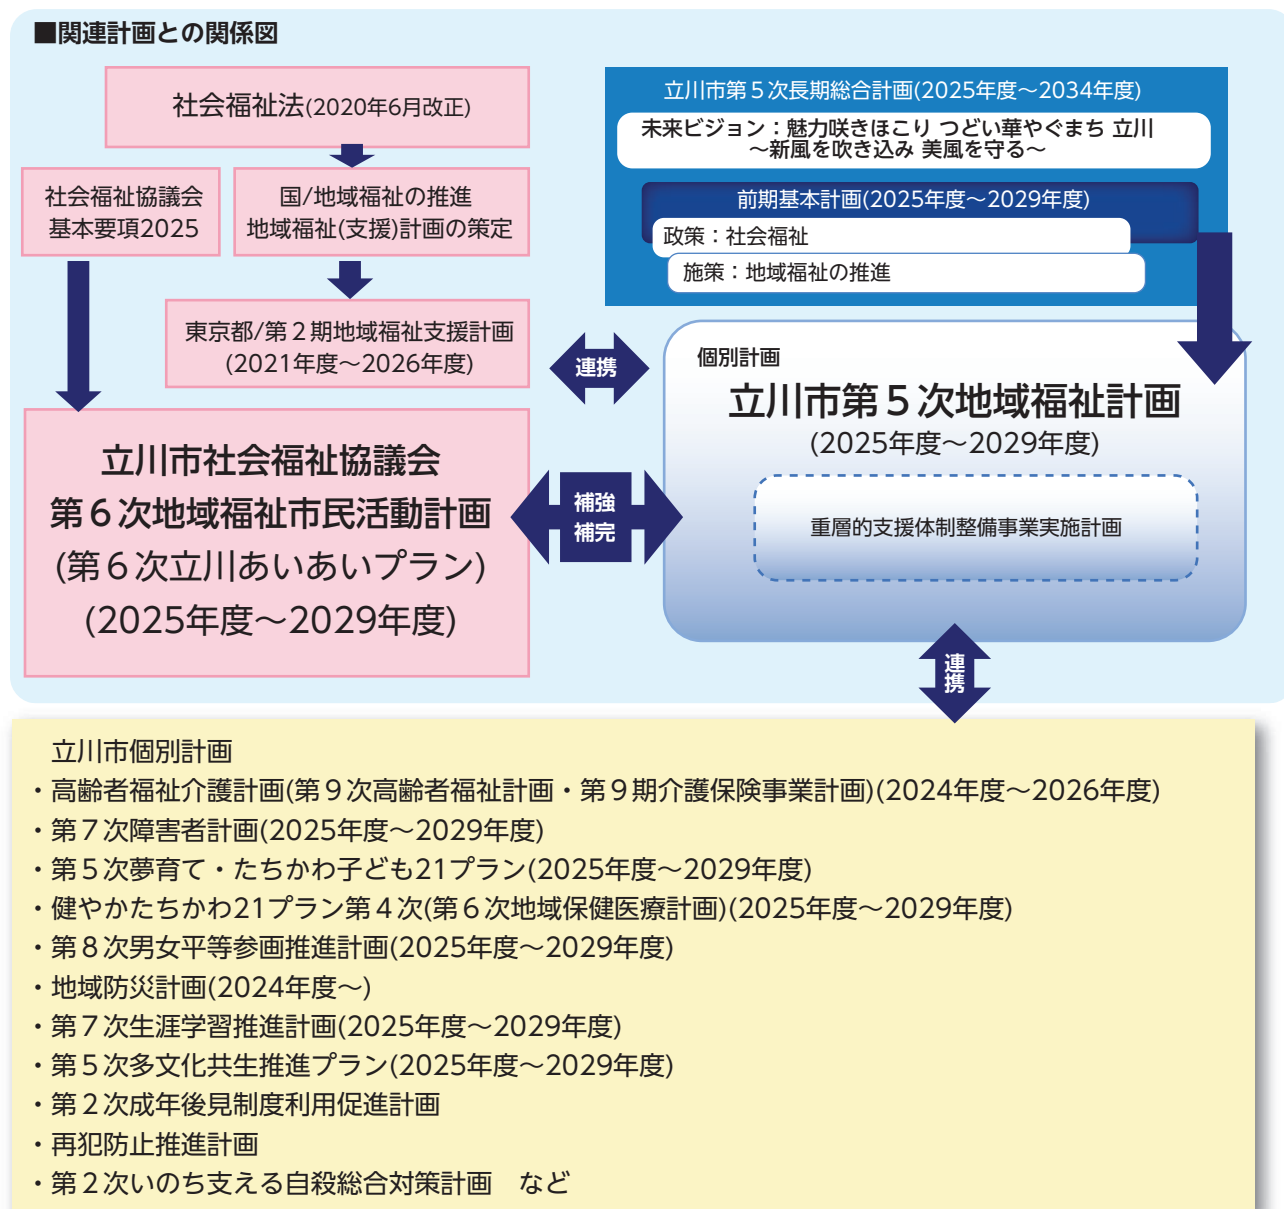 ■関連計画との関係図
社会福祉法(2020年6月改正)
社会福祉協議会
基本要項2025
国/地域福祉の推進
地域福祉(支援)計画の策定
東京都/第２期地域福祉支援計画
(2021年度～2026年度)
立川市社会福祉協議会
第６次地域福祉市民活動計画
(第６次立川あいあいプラン)
(2025年度～2029年度)
立川市第５次長期総合計画(2025年度～2034年度)
未来ビジョン：魅力咲きほこり つどい華やぐまち 立川
～新風を吹き込み 美風を守る～
前期基本計画(2025年度～2029年度)
政策：社会福祉
施策：地域福祉の推進
連携
補強
補完
個別計画
立川市第５次地域福祉計画
(2025年度～2029年度)
重層的支援体制整備事業実施計画
連携
立川市個別計画
・高齢者福祉介護計画(第９次高齢者福祉計画・第９期介護保険事業計画)(2024年度～2026年度)
・第７次障害者計画(2025年度～2029年度)
・第５次夢育て・たちかわ子ども21プラン(2025年度～2029年度)
・健やかたちかわ21プラン第４次(第６次地域保健医療計画)(2025年度～2029年度)
・第８次男女平等参画推進計画(2025年度～2029年度)
・地域防災計画(2024年度～)
・第７次生涯学習推進計画(2025年度～2029年度)
・第５次多文化共生推進プラン(2025年度～2029年度)
・第２次成年後見制度利用促進計画
・再犯防止推進計画
・第２次いのち支える自殺総合対策計画　など